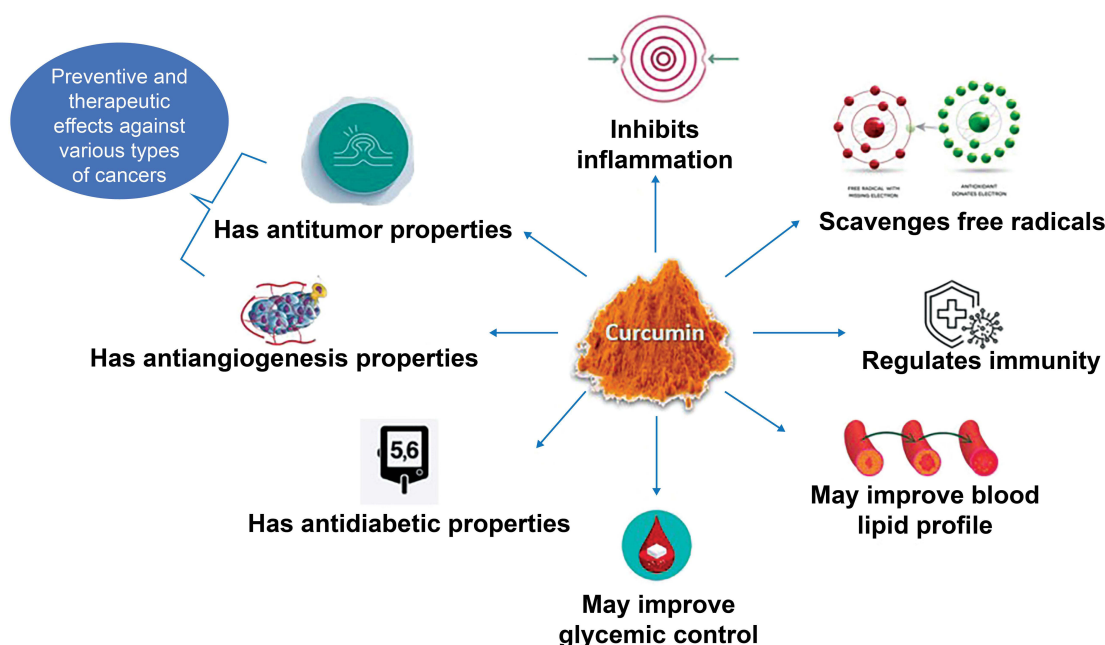 Preventive and
therapeutic
effects against
various types
of cancers
Has antitumor properties
Inhibits
inflammation
FREE RADICAL WITH
MISSING ELECTRON
ANTIOXIDANT
DONATES ELECTRON
Scavenges free radicals
Has antiangiogenesis properties
Curcumin
Regulates immunity
5,6
Has antidiabetic properties
May improve blood
lipid profile
May improve
glycemic control